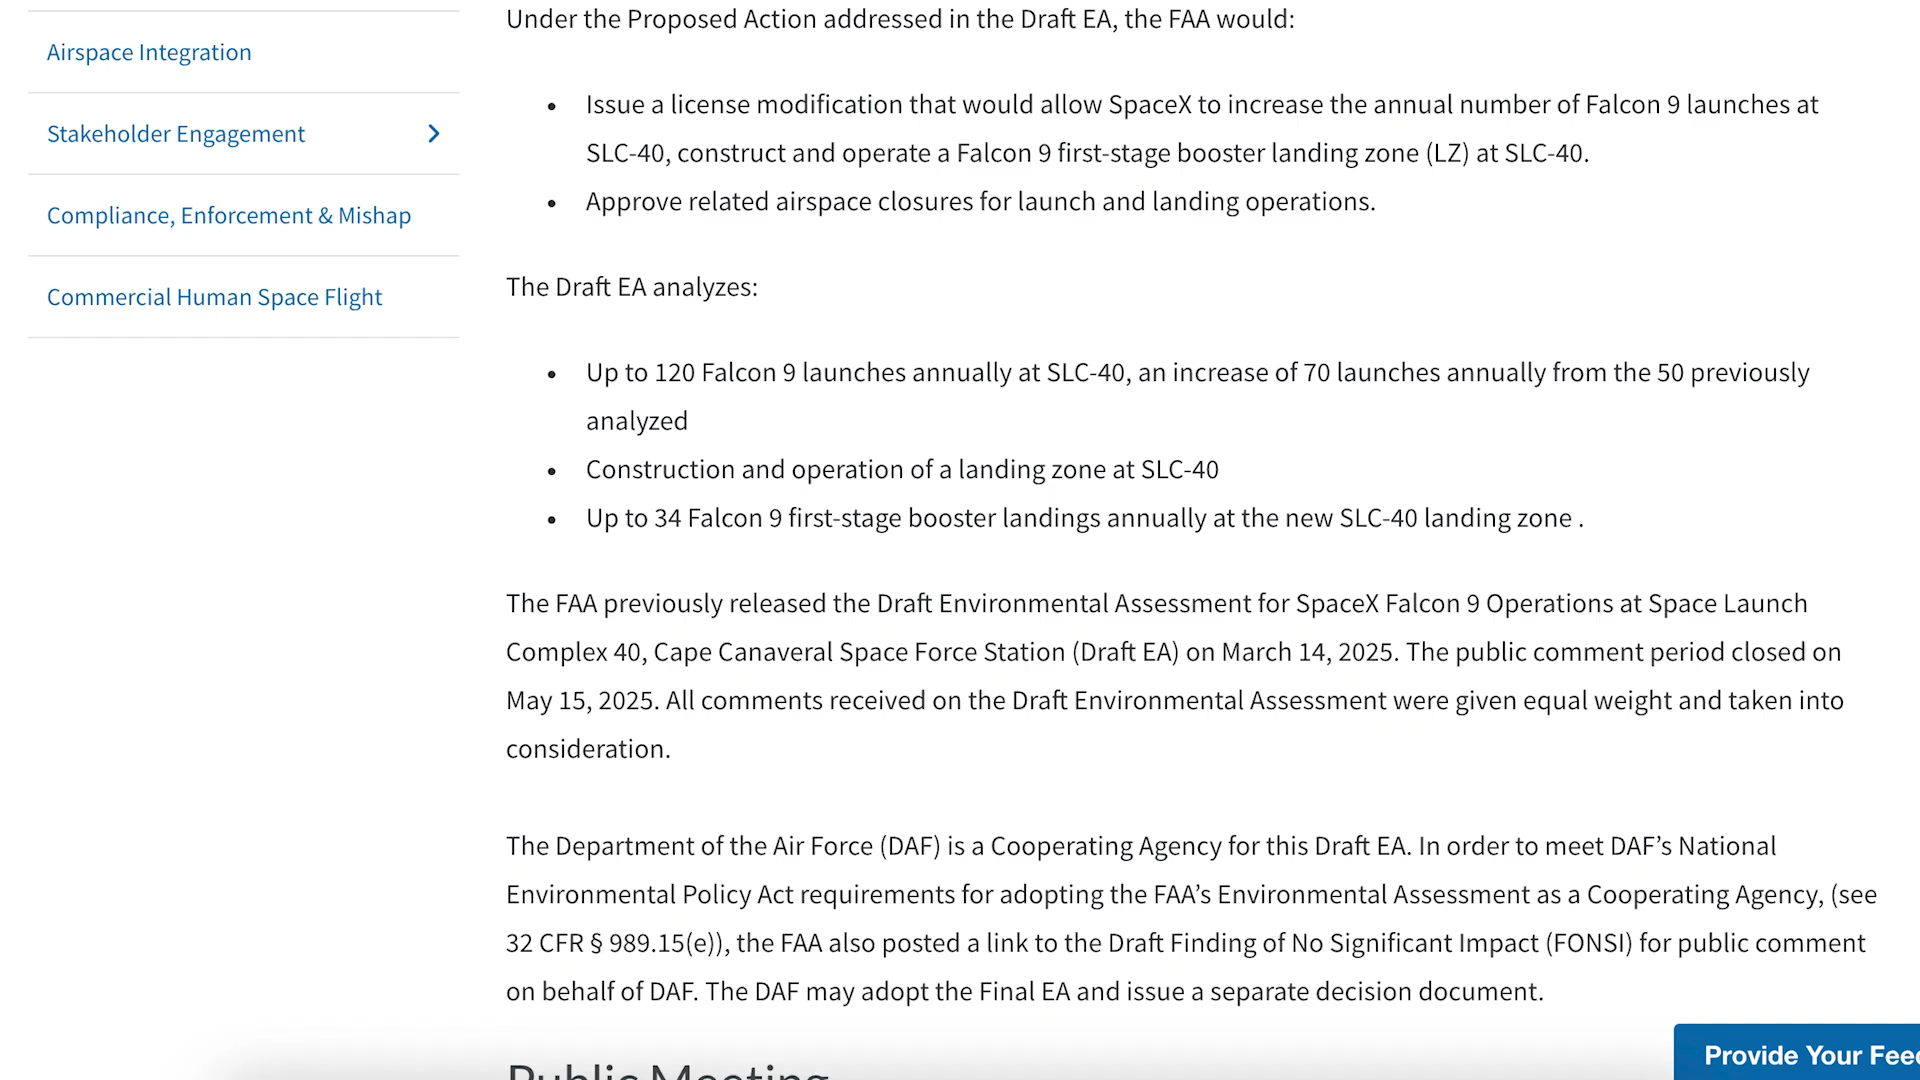 Airspace Integration
Stakeholder Engagement
Compliance, Enforcement & Mishap
Commercial Human Space Flight
Under the Proposed Action addressed in the Draft EA, the FAA would:
• Issue a license modification that would allow SpaceX to increase the annual number of Falcon 9 launches at
SLC-40, construct and operate a Falcon 9 first-stage booster landing zone (LZ) at SLC-40.
• Approve related airspace closures for launch and landing operations.
The Draft EA analyzes:
• Up to 120 Falcon 9 launches annually at SLC-40, an increase of 70 launches annually from the 50 previously
analyzed
• Construction and operation of a landing zone at SLC-40
• Up to 34 Falcon 9 first-stage booster landings annually at the new SLC-40 landing zone .
The FAA previously released the Draft Environmental Assessment for SpaceX Falcon 9 Operations at Space Launch
Complex 40, Cape Canaveral Space Force Station (Draft EA) on March 14, 2025. The public comment period closed on
May 15, 2025. All comments received on the Draft Environmental Assessment were given equal weight and taken into
consideration.
The Department of the Air Force (DAF) is a Cooperating Agency for this Draft EA. In order to meet DAF’s National
Environmental Policy Act requirements for adopting the FAA’s Environmental Assessment as a Cooperating Agency, (see
32 CFR § 989.15(e)), the FAA also posted a link to the Draft Finding of No Significant Impact (FONSI) for public comment
on behalf of DAF. The DAF may adopt the Final EA and issue a separate decision document.
Public Meeting
Provide Your Fee